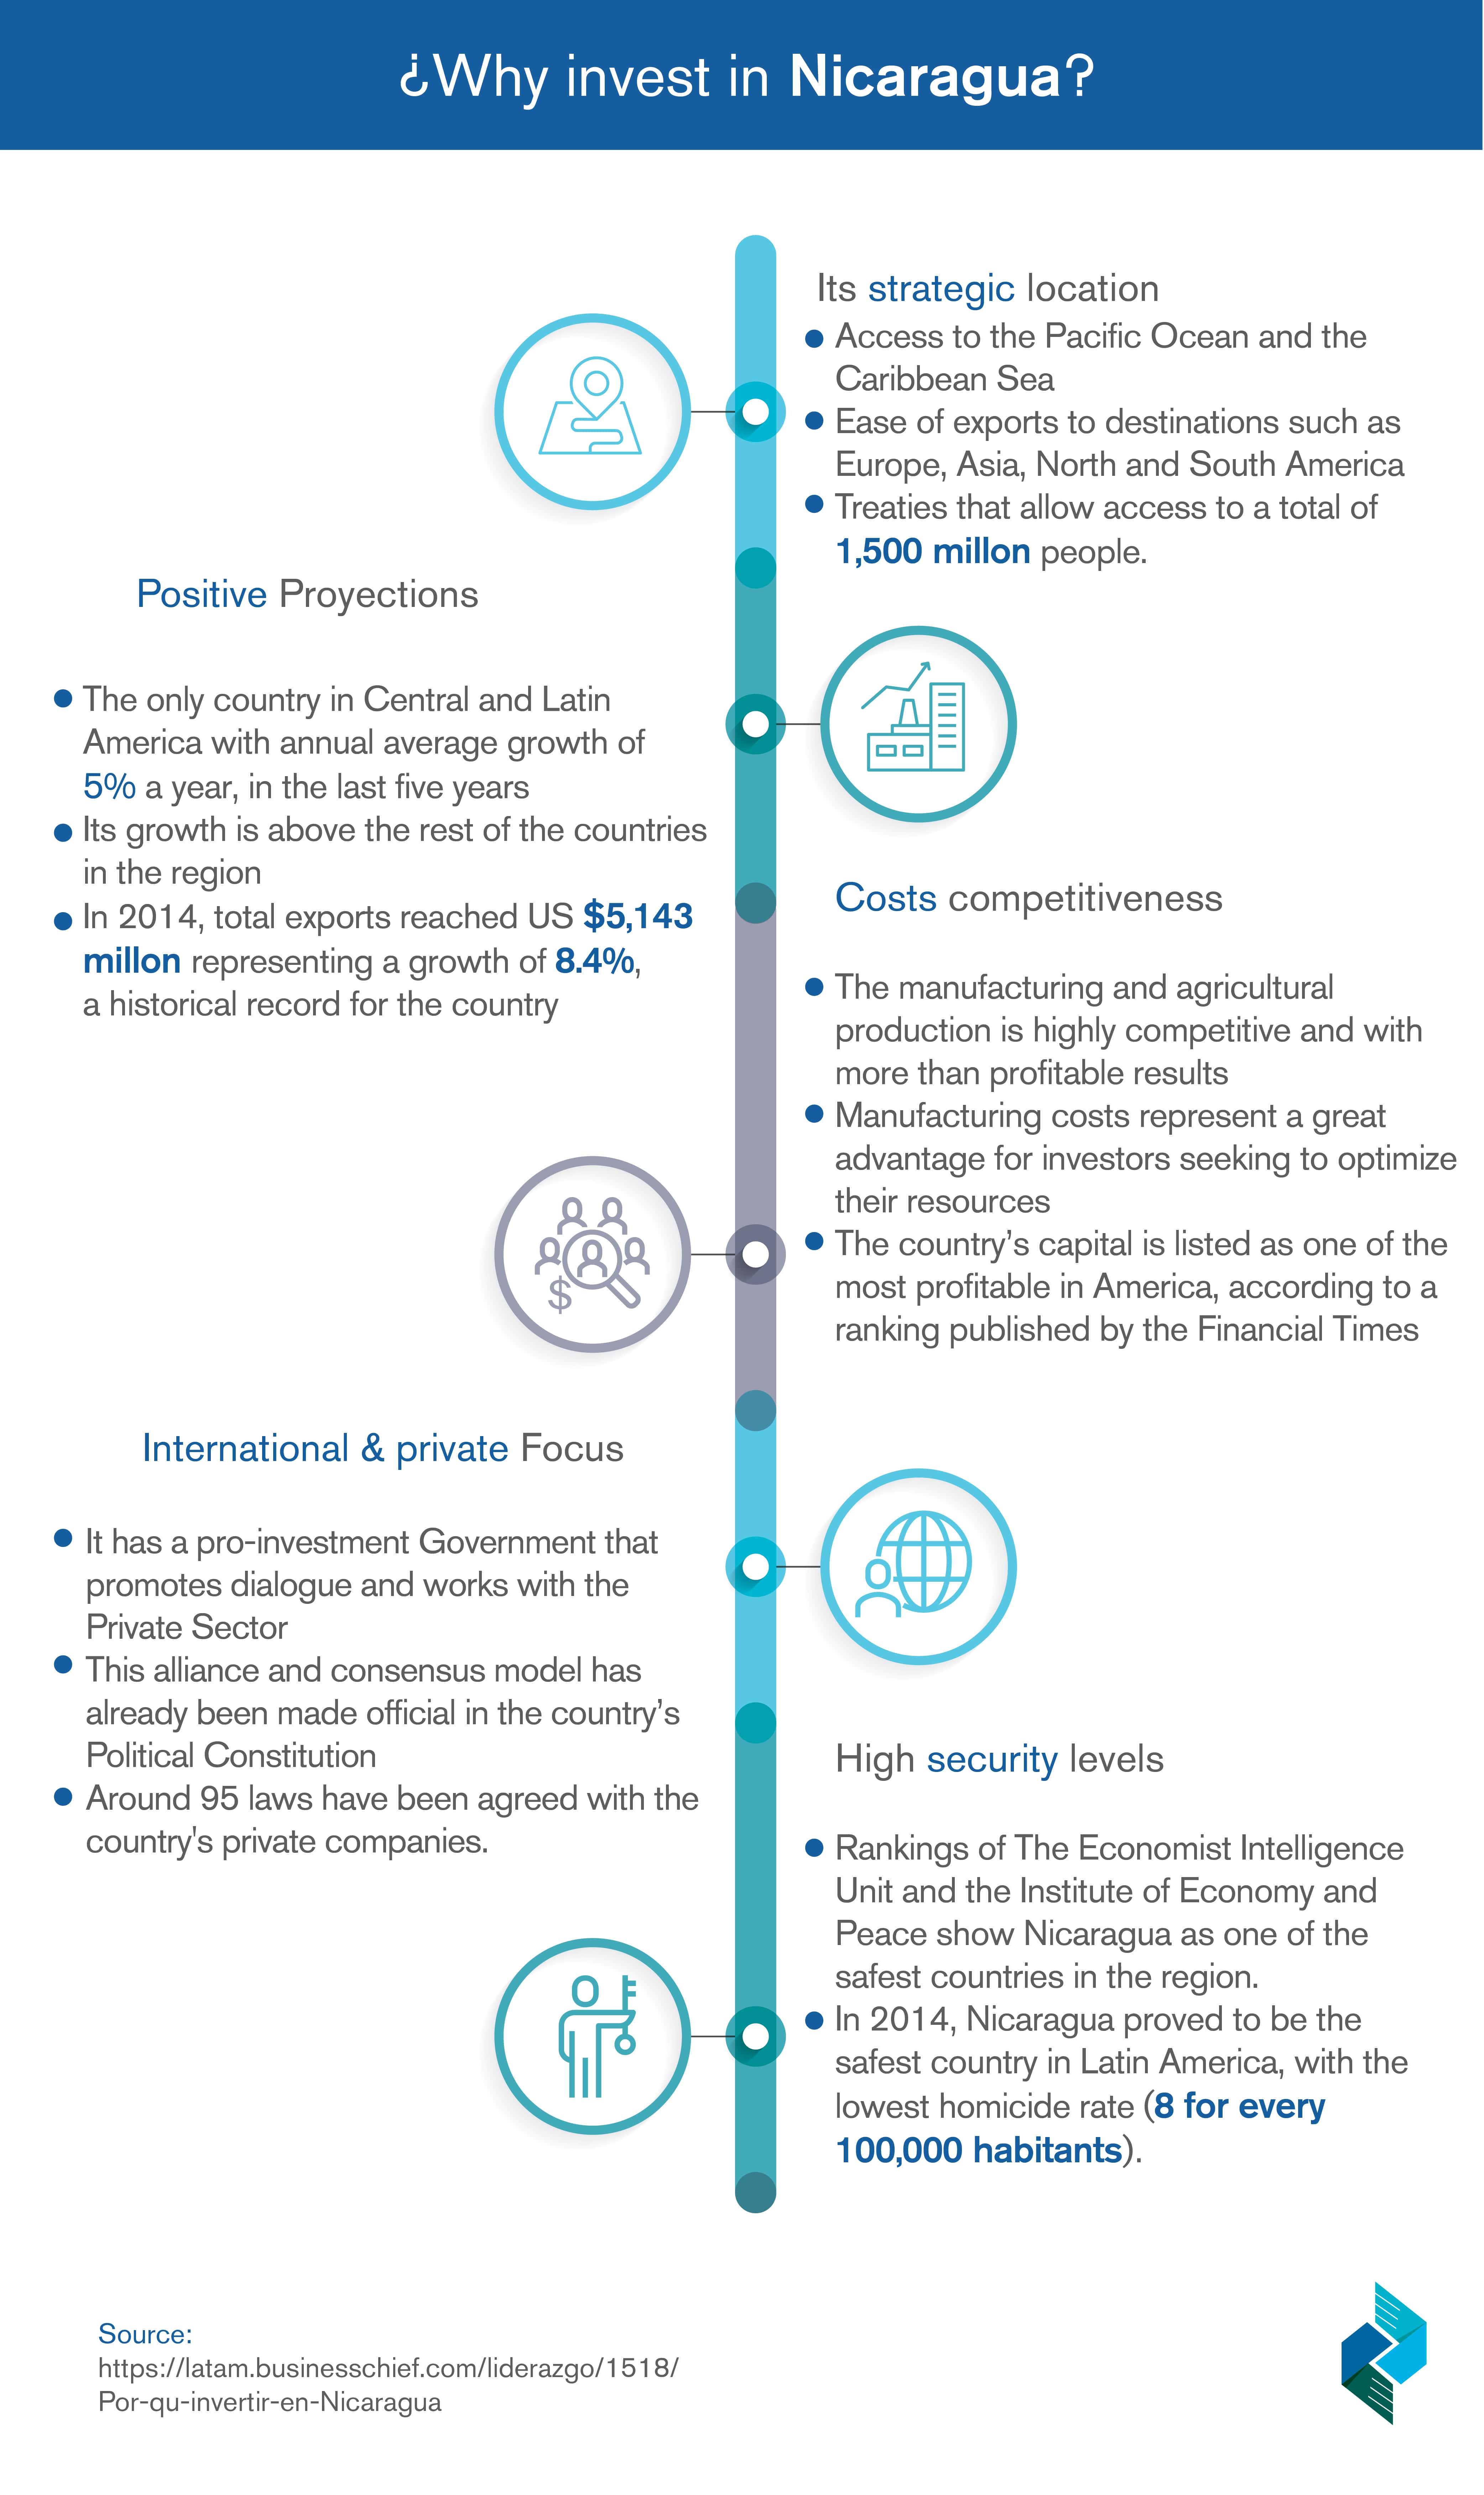 ¿Why invest in Nicaragua?
Its strategic location
Access to the Pacific Ocean and the
Caribbean Sea
Ease of exports to destinations such as
Europe, Asia, North and South America
Treaties that allow access to a total of
1,500 millon people.
Positive Proyections
The only country in Central and Latin
America with annual average growth of
5% a year, in the last five years
Its growth is above the rest of the countries
in the region
In 2014, total exports reached US $5,143
millon representing a growth of 8.4%,
a historical record for the country
Costs competitiveness
The manufacturing and agricultural
production is highly competitive and with
more than profitable results
Manufacturing costs represent a great
advantage for investors seeking to optimize
their resources
The country’s capital is listed as one of the
most profitable in America, according to a
ranking published by the Financial Times
$
International & private Focus
It has a pro-investment Government that
promotes dialogue and works with the
Private Sector
This alliance and consensus model has
already been made official in the country’s
Political Constitution
Around 95 laws have been agreed with the
country's private companies.
High security levels
Rankings of The Economist Intelligence
Unit and the Institute of Economy and
Peace show Nicaragua as one of the
safest countries in the region.
In 2014, Nicaragua proved to be the
safest country in Latin America, with the
lowest homicide rate (8 for every
100,000 habitants).
Source:
https://latam.businesschief.com/liderazgo/1518/
Por-qu-invertir-en-Nicaragua